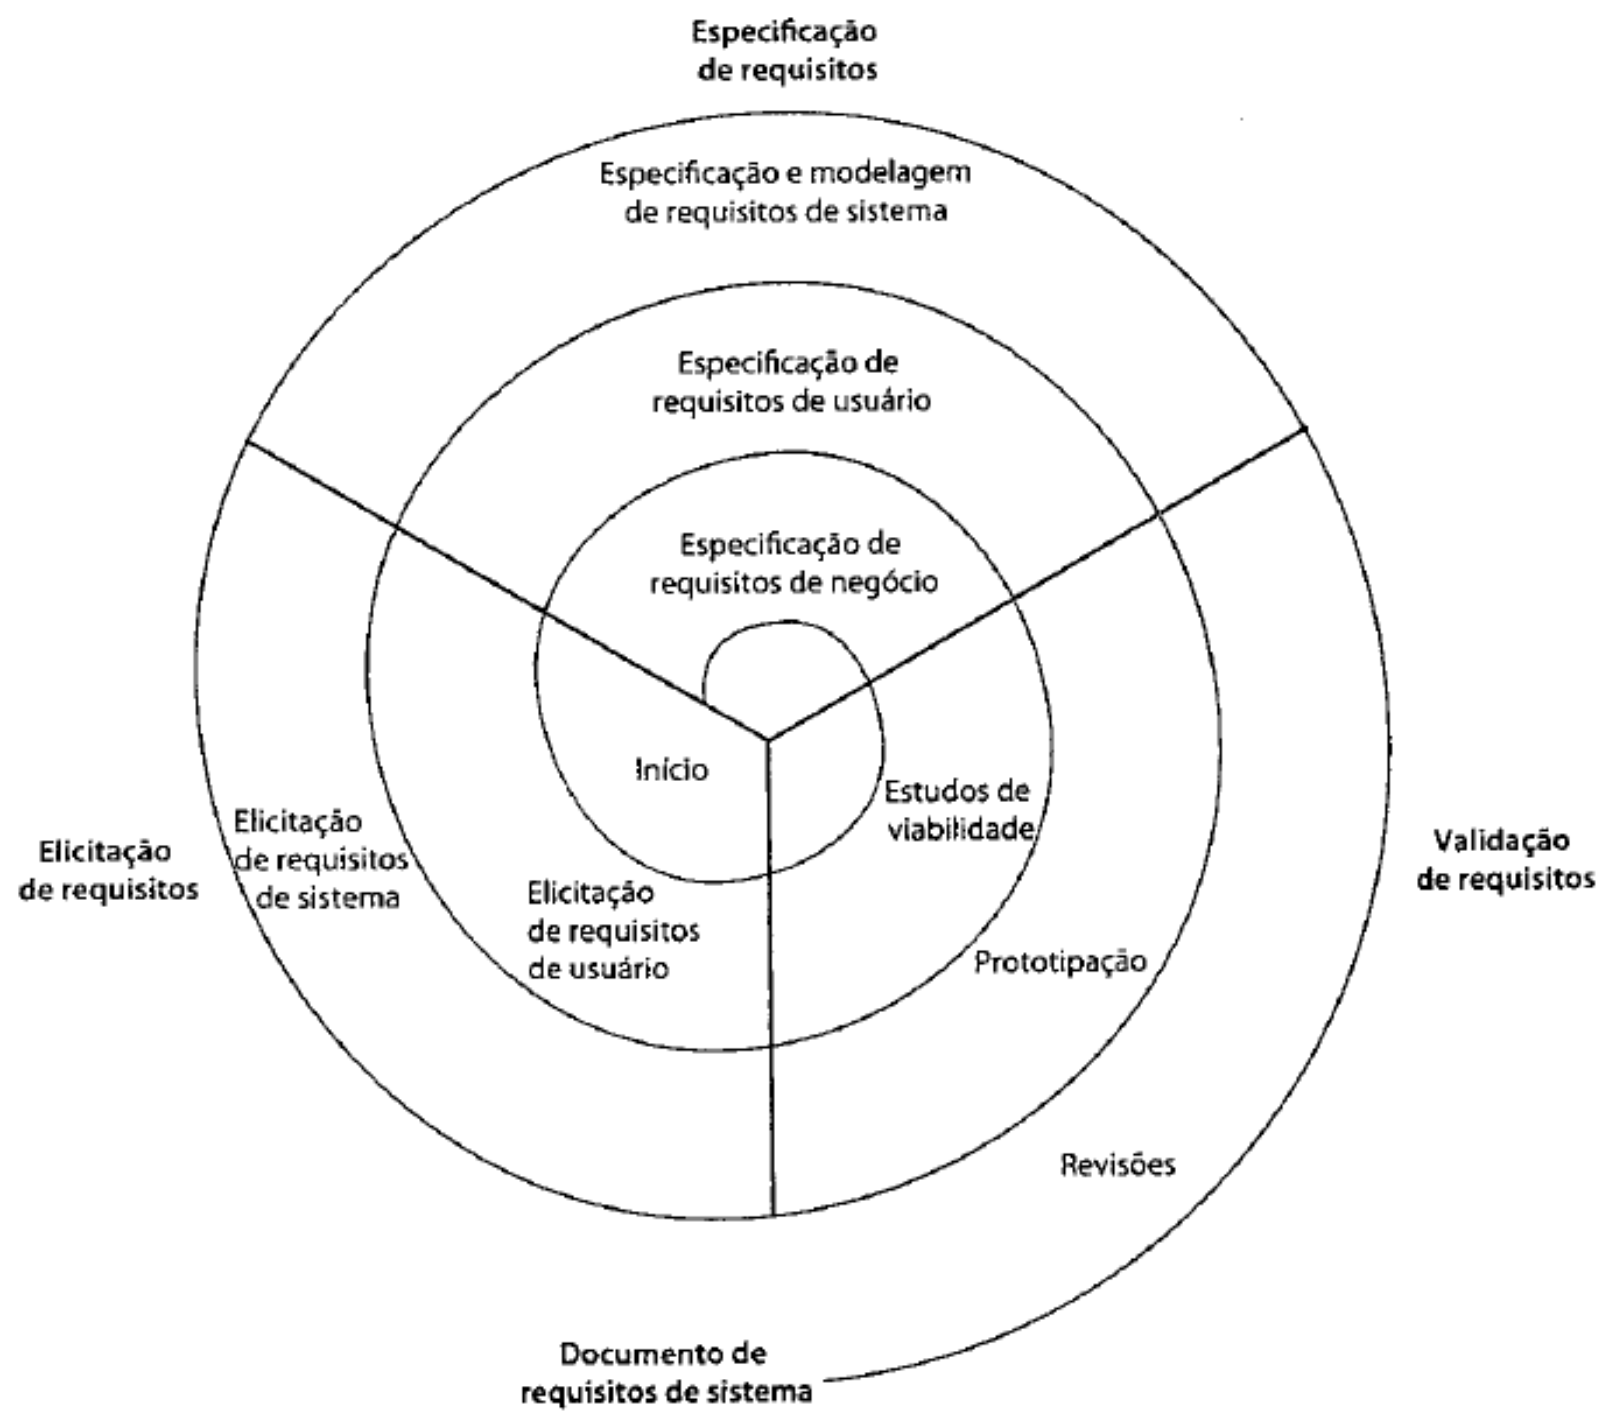 Especificação
de requisitos
Especificação e modelagem
de requisitos de sistema
Especificação de
requisitos de usuário
Especificação de
requisitos de negócio
Início
Estudos de
viabilidade
Elicitação
de requisitos
Elicitação
de requisitos
de sistema
Elicitação
de requisitos
de usuário
Validação
de requisitos
Prototipação
Revisões
Documento de
requisitos de sistema